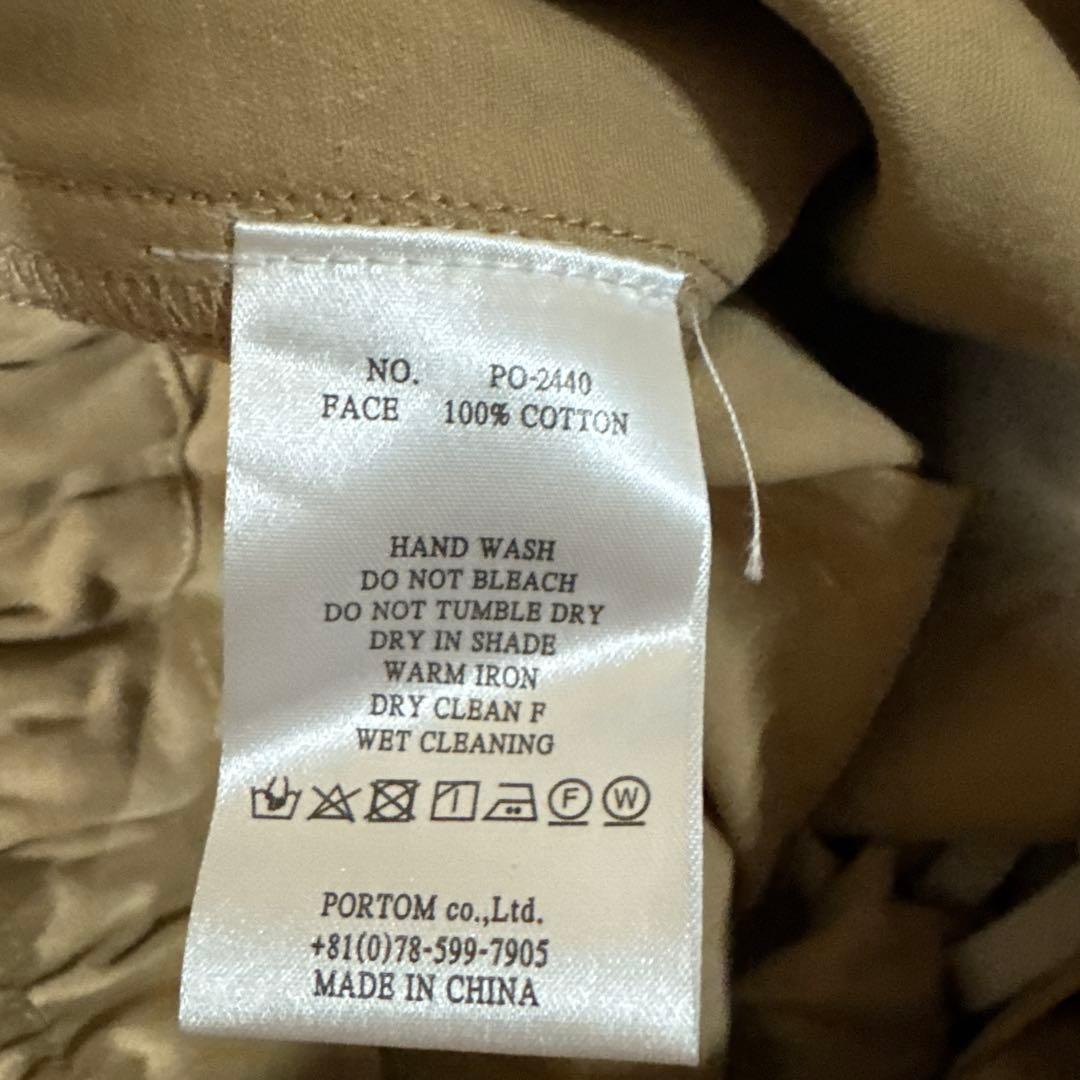 NO. PO-2440
FACE 100% COTTON
HAND WASH
DO NOT BLEACH
DO NOT TUMBLE DRY
DRY IN SHADE
WARM IRON
DRY CLEAN F
WET CLEANING
F W
PORTOM co.,Ltd.
+81(0)78-599-7905
MADE IN CHINA